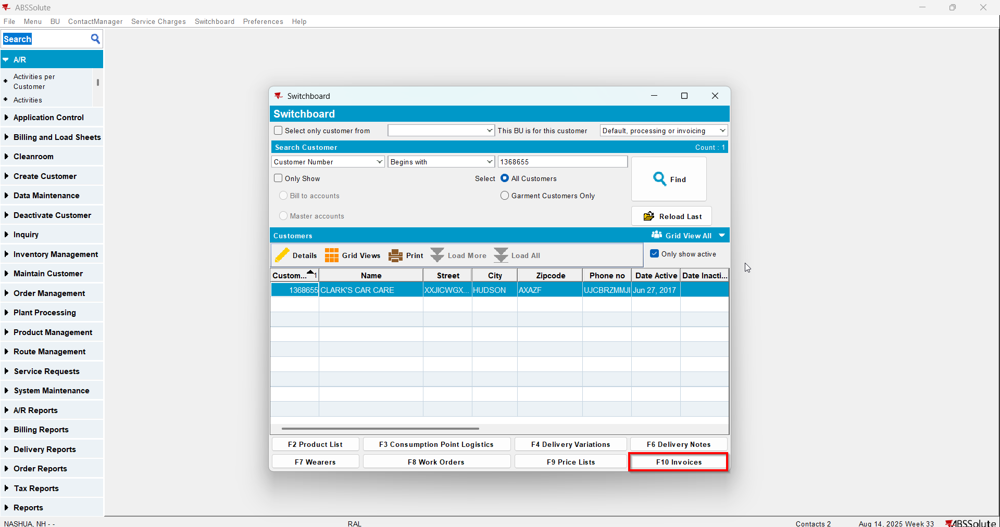 ABSSolute
File Menu BU ContactManager Service Charges Switchboard Preferences Help
Search
A/R
Activities per
Customer
Activities
Application Control
Billing and Load Sheets
Cleanroom
Create Customer
Data Maintenance
Deactivate Customer
Inquiry
Inventory Management
Maintain Customer
Order Management
Plant Processing
Product Management
Route Management
Service Requests
System Maintenance
A/R Reports
Billing Reports
Delivery Reports
Order Reports
Tax Reports
Reports
Switchboard
Switchboard
Select only customer from This BU is for this customer Default, processing or invoicing
Search Customer Count : 1
Customer Number Begins with 1368655
Find
Only Show Select All Customers
Bill to accounts Garment Customers Only
Master accounts Reload Last
Customers Grid View All
Details Grid Views Print Load More Load All Only show active
Custom... 1 Name Street City Zipcode Phone no Date Active Date Inacti...
1368655 CLARK'S CAR CARE XXJICWGX... HUDSON AXAZF UJCBRZMMJI Jun 27, 2017
F2 Product List F3 Consumption Point Logistics F4 Delivery Variations F6 Delivery Notes
F7 Wearers F8 Work Orders F9 Price Lists F10 Invoices
NASHUA, NH - - RAL Contacts 2 Aug 14, 2025 Week 33 ABSSolute